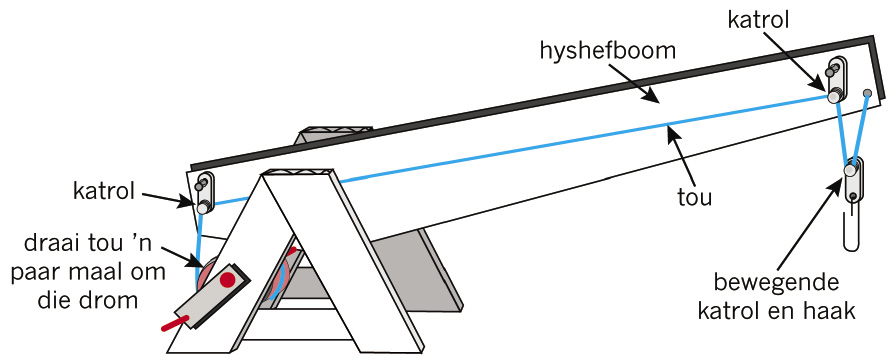 katrol
hyshefboom
katrol
tou
draai tou ’n
paar maal om
die drom
bewegende
katrol en haak